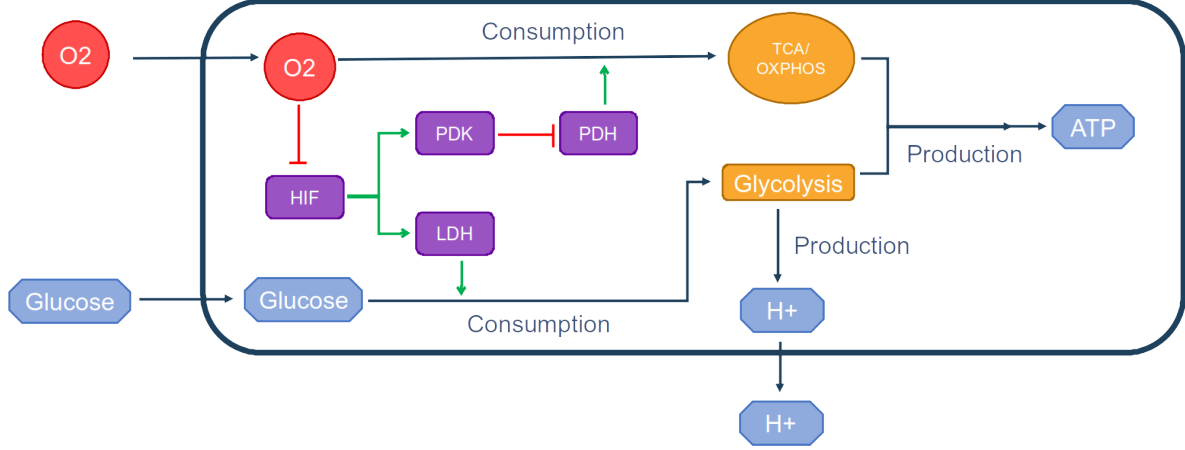 Consumption
O2
O2
TCA/
OXPHOS
PDK
PDH
ATP
Production
HIF
Glycolysis
LDH
Production
Glucose
Glucose
Consumption
H+
H+